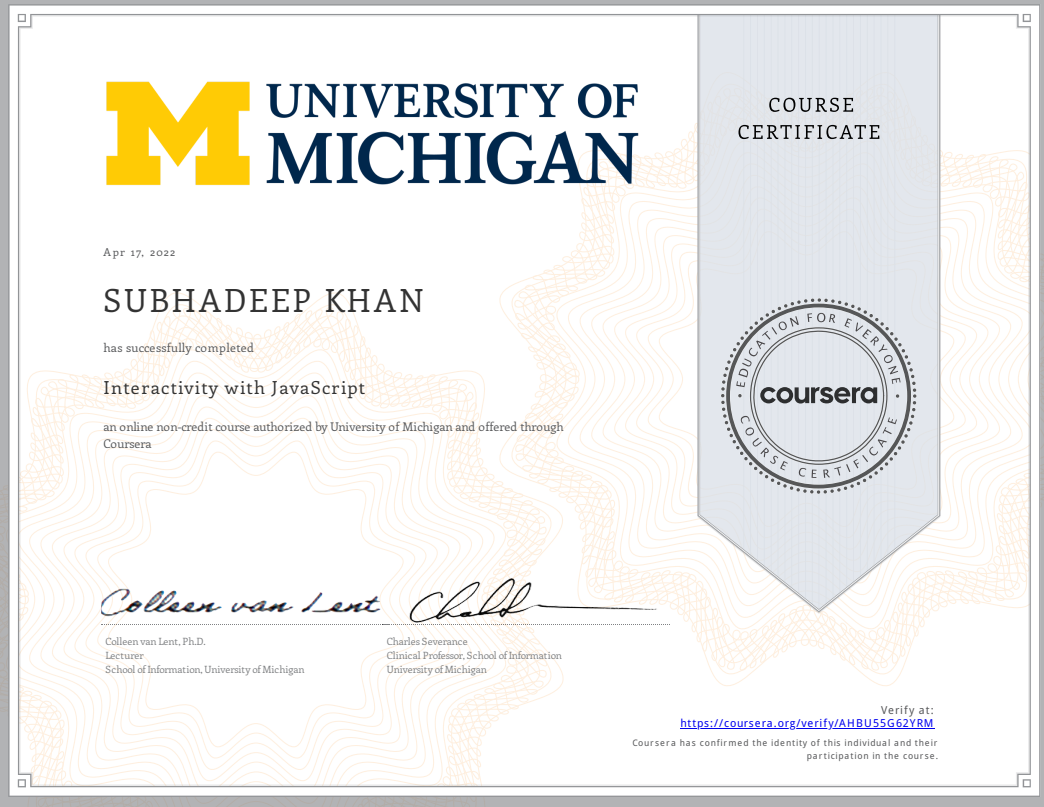 UNIVERSITY OF
MICHIGAN
COURSE
CERTIFICATE
Apr 17, 2022
SUBHADEEP KHAN
has successfully completed
Interactivity with JavaScript
an online non-credit course authorized by University of Michigan and offered through
Coursera
EDUCATION FOR EVERYONE
coursera
COURSE CERTIFICATE
Colleen van Lent
Colleen van Lent, Ph.D.
Lecturer
School of Information, University of Michigan
Charles Severance
Clinical Professor, School of Information
University of Michigan
Verify at:
https://coursera.org/verify/AHBU55G62YRM
Coursera has confirmed the identity of this individual and their
participation in the course.